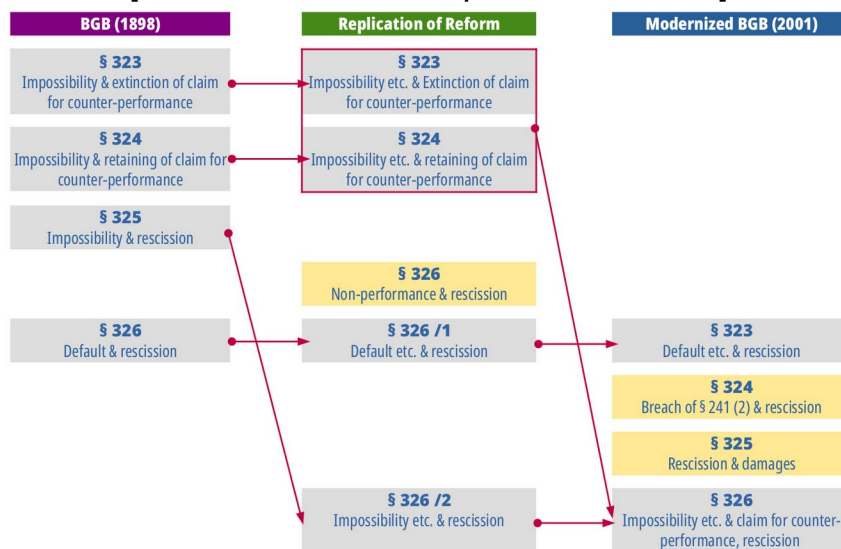 BGB (1898)
Replication of Reform
Modernized BGB (2001)
§ 323
Impossibility & extinction of claim
for counter-performance
§ 323
Impossibility etc. & Extinction of claim
for counter-performance
§ 324
Impossibility & retaining of claim for
counter-performance
§ 324
Impossibility etc. & retaining of claim
for counter-performance
§ 325
Impossibility & rescission
§ 326
Non-performance & rescission
§ 326
Default & rescission
§ 326 /1
Default etc. & rescission
§ 323
Default etc. & rescission
§ 324
Breach of § 241 (2) & rescission
§ 325
Rescission & damages
§ 326 /2
Impossibility etc. & rescission
§ 326
Impossibility etc. & claim for counter-
performance, rescission